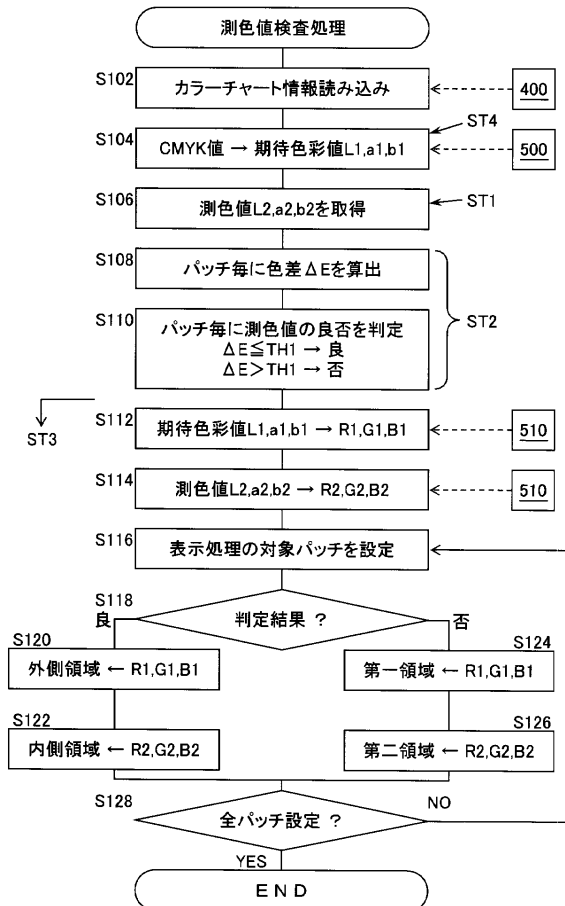 測色値検査処理
S102
カラーチャート情報読み込み
400
ST4
S104
CMYK値 → 期待色彩値L1,a1,b1
500
S106
測色値L2,a2,b2を取得
ST1
S108
パッチ毎に色差ΔEを算出
S110
パッチ毎に測色値の良否を判定
ΔE≦TH1 → 良
ΔE>TH1 → 否
ST2
ST3
S112
期待色彩値L1,a1,b1 → R1,G1,B1
510
S114
測色値L2,a2,b2 → R2,G2,B2
510
S116
表示処理の対象パッチを設定
S118
判定結果 ?
良
否
S120
外側領域 ← R1,G1,B1
S124
第一領域 ← R1,G1,B1
S122
内側領域 ← R2,G2,B2
S126
第二領域 ← R2,G2,B2
S128
全パッチ設定 ?
NO
YES
END